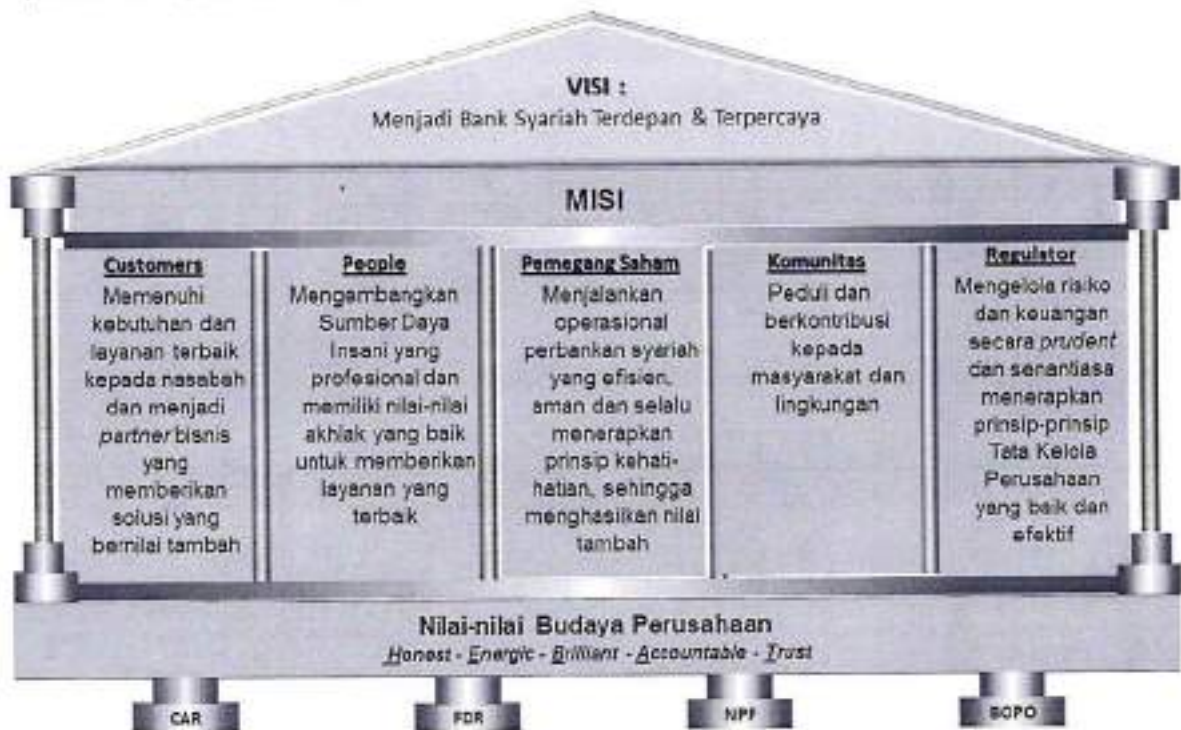 VISI :
Menjadi Bank Syariah Terdepan & Terpercaya
MISI
Customers
Memenuhi
kebutuhan dan
layanan terbaik
kepada nasabah
dan menjadi
partner bisnis
yang
memberikan
solusi yang
bernilai tambah
People
Mengembangkan
Sumber Daya
Insani yang
profesional dan
memiliki nilai-nilai
akhlak yang baik
untuk memberikan
layanan yang
terbaik
Pemegang Saham
Menjalankan
operasional
perbankan syariah
yang efisien,
aman dan selalu
menerapkan
prinsip kehati-
hatian, sehingga
menghasilkan nilai
tambah
Komunitas
Peduli dan
berkontribusi
kepada
masyarakat dan
lingkungan
Regulator
Mengelola risiko
dan keuangan
secara prudent
dan senantiasa
menerapkan
prinsip-prinsip
Tata Kelola
Perusahaan
yang baik dan
efektif
Nilai-nilai Budaya Perusahaan
Honest - Energic - Brilliant - Accountable - Trust
CAR
FDR
NPF
BOPO